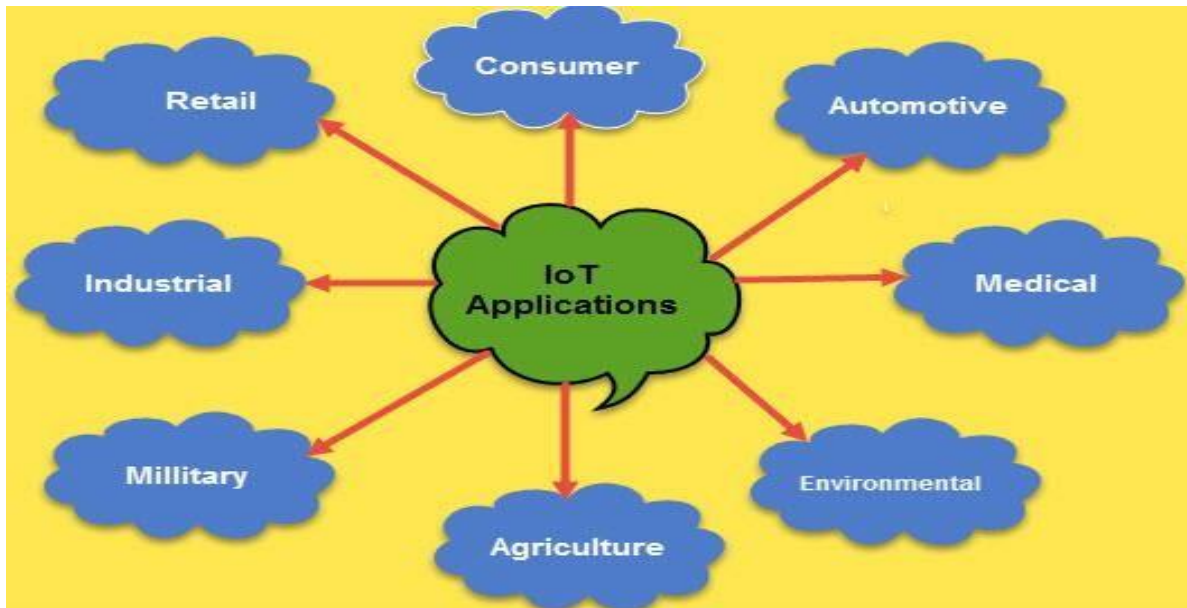 Consumer
Retail
Automotive
IoT
Applications
Industrial
Medical
Millitary
Environmental
Agriculture